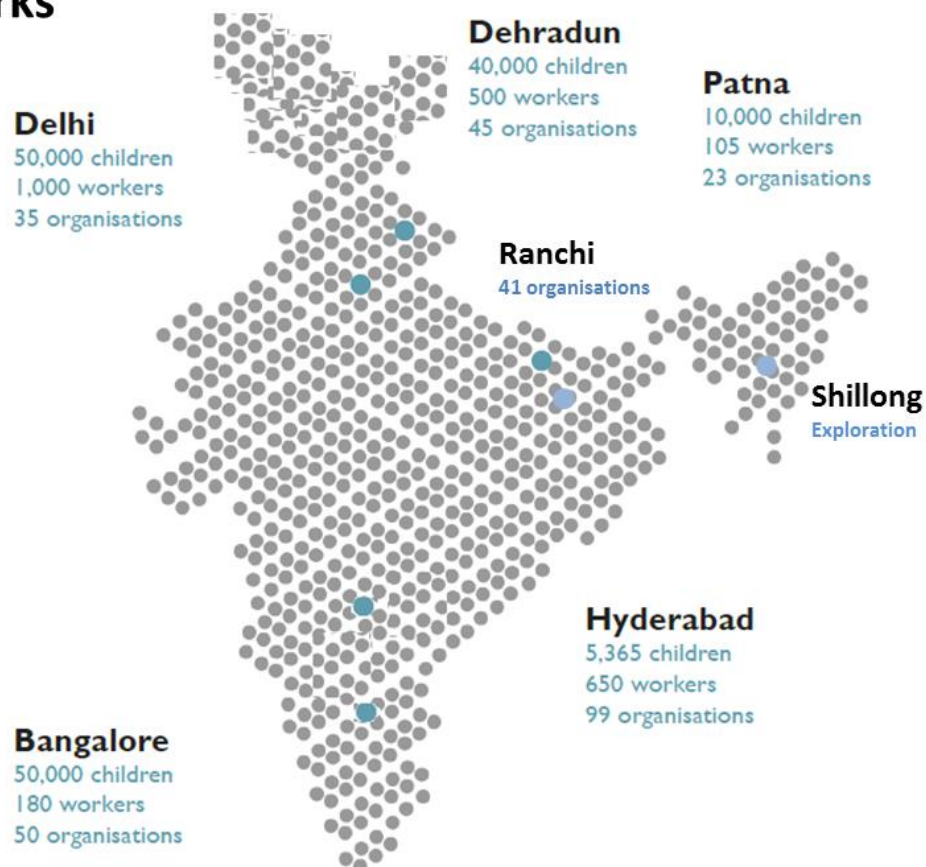 Dehradun
40,000 children
500 workers
45 organisations
Patna
10,000 children
105 workers
23 organisations
Delhi
50,000 children
1,000 workers
35 organisations
Ranchi
41 organisations
Shillong
Exploration
Hyderabad
5,365 children
650 workers
99 organisations
Bangalore
50,000 children
180 workers
50 organisations